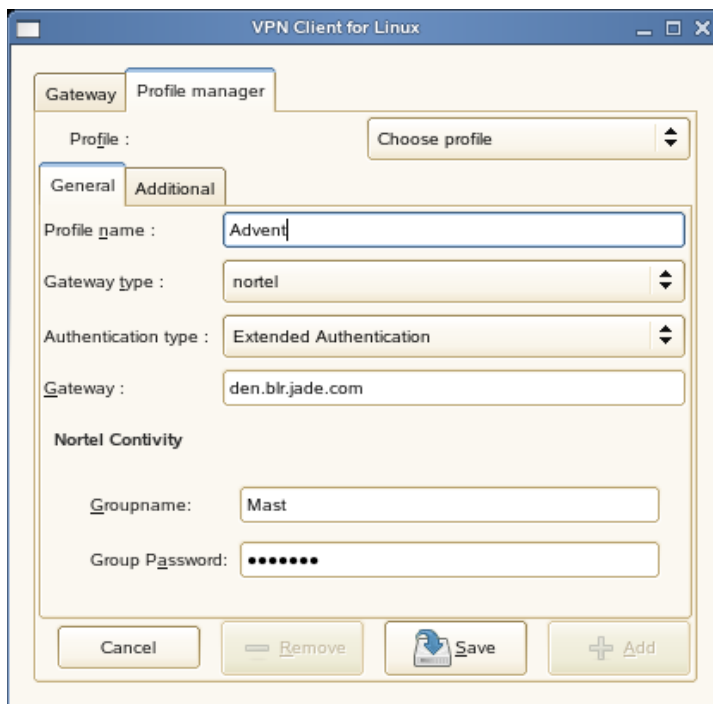 VPN Client for Linux
Gateway
Profile manager
Profile :
Choose profile
General
Additional
Profile name :
Advent
Gateway type :
nortel
Authentication type :
Extended Authentication
Gateway :
den.blr.jade.com
Nortel Contivity
Groupname:
Mast
Group Password:
•••••••
Cancel
Remove
Save
Add